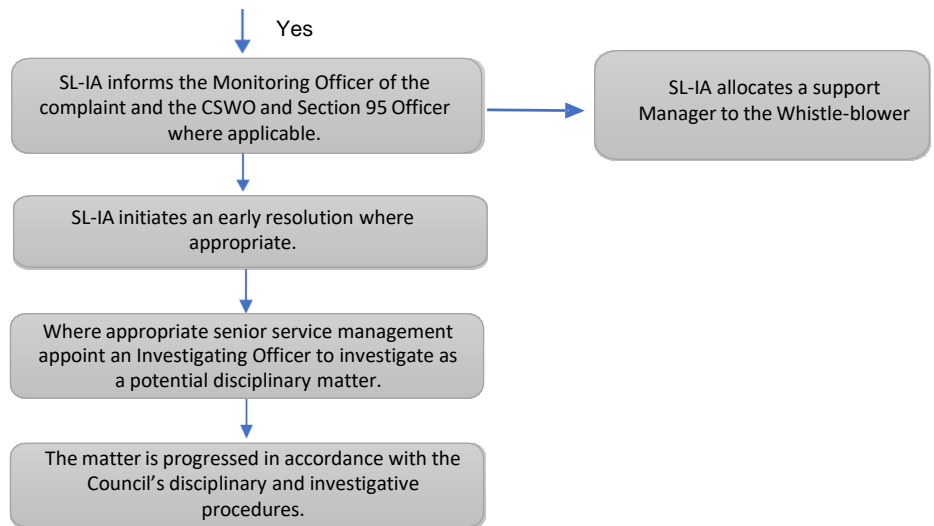 Yes
SL-IA informs the Monitoring Officer of the
complaint and the CSWO and Section 95 Officer
where applicable.
SL-IA allocates a support
Manager to the Whistle-blower
SL-IA initiates an early resolution where
appropriate.
Where appropriate senior service management
appoint an Investigating Officer to investigate as
a potential disciplinary matter.
The matter is progressed in accordance with the
Council’s disciplinary and investigative
procedures.